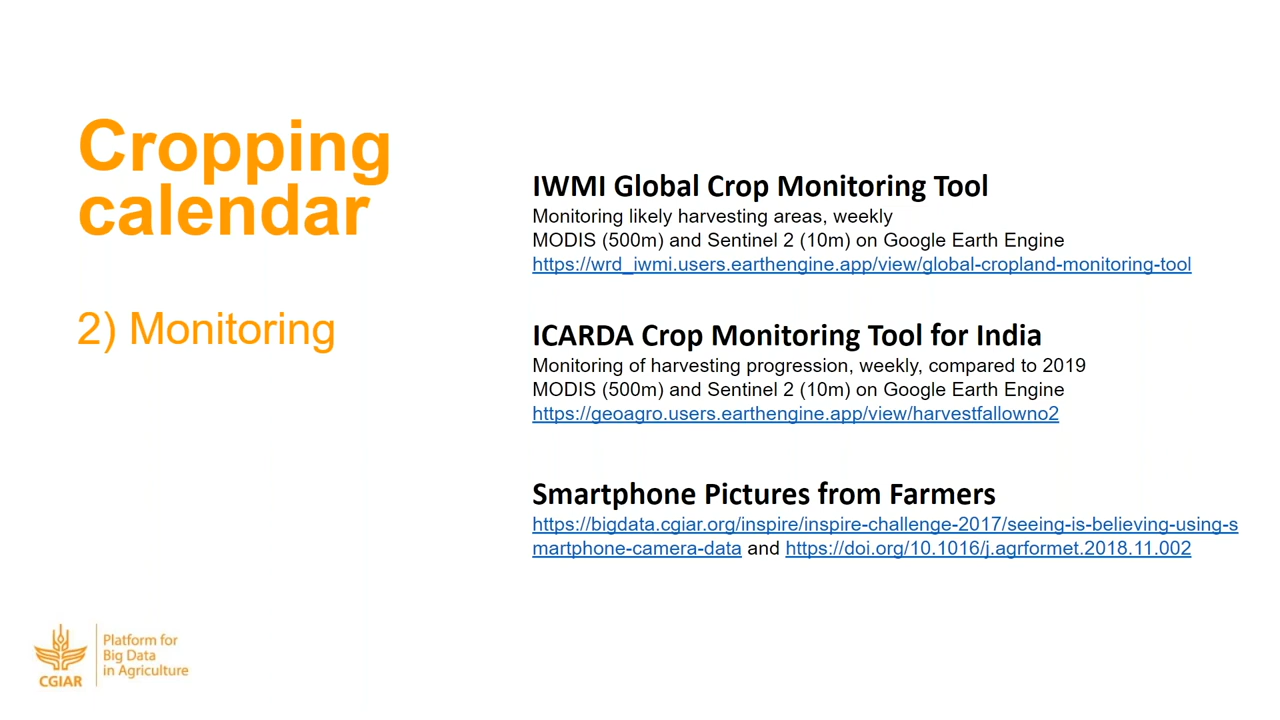 Cropping
calendar
2) Monitoring
IWMI Global Crop Monitoring Tool
Monitoring likely harvesting areas, weekly
MODIS (500m) and Sentinel 2 (10m) on Google Earth Engine
https://wrd_iwmi.users.earthengine.app/view/global-cropland-monitoring-tool
ICARDA Crop Monitoring Tool for India
Monitoring of harvesting progression, weekly, compared to 2019
MODIS (500m) and Sentinel 2 (10m) on Google Earth Engine
https://geoagro.users.earthengine.app/view/harvestfallowno2
Smartphone Pictures from Farmers
https://bigdata.cgiar.org/inspire/inspire-challenge-2017/seeing-is-believing-using-s
martphone-camera-data and https://doi.org/10.1016/j.agrformet.2018.11.002
CGIAR
Platform for
Big Data
in Agriculture